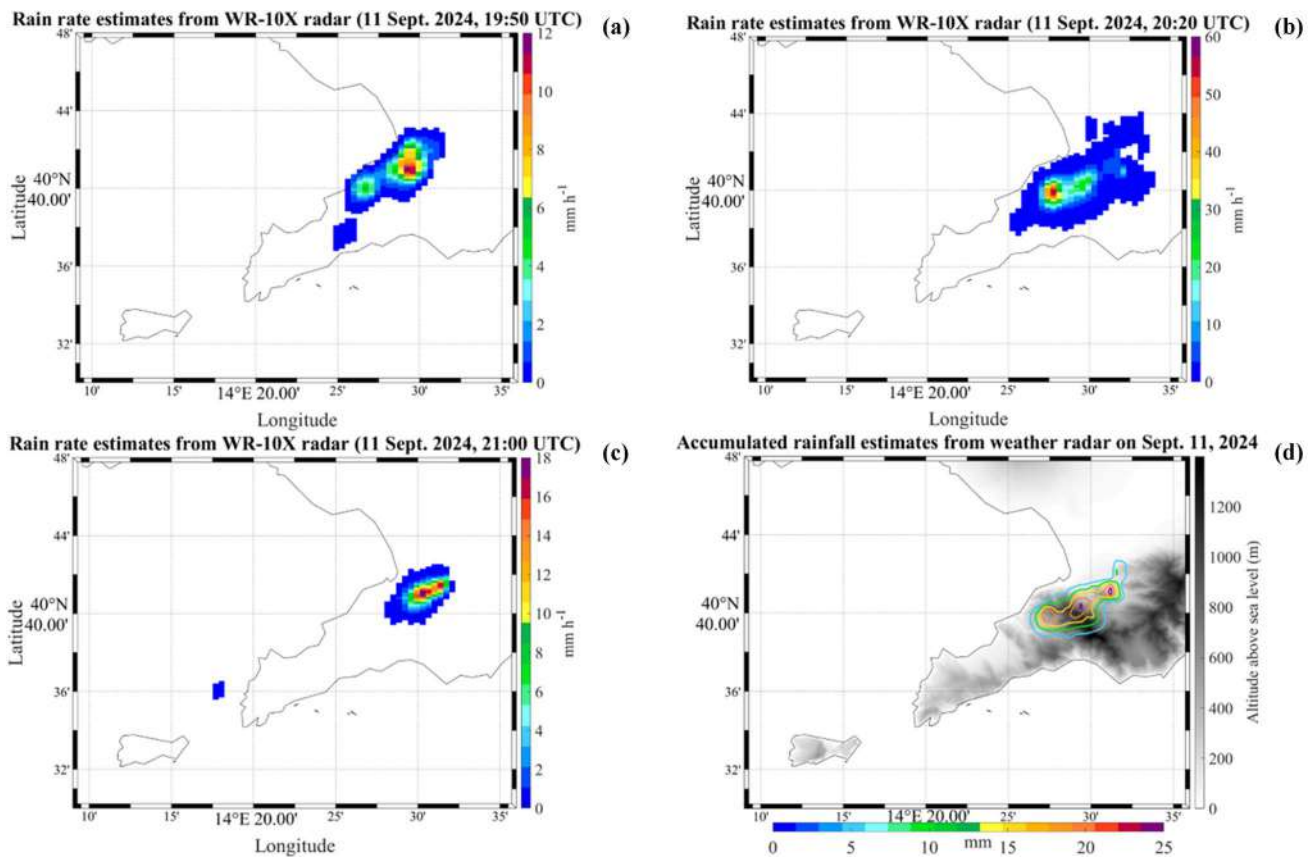 Rain rate estimates from WR-10X radar (11 Sept. 2024, 19:50 UTC)
(a)
48'
44'
40°N
40.00'
36'
32'
Latitude
10'
15'
14°E 20.00'
25'
30'
35'
Longitude
12
10
8
6
4
2
0
mm h-1
Rain rate estimates from WR-10X radar (11 Sept. 2024, 20:20 UTC)
(b)
48'
44'
40°N
40.00'
36'
32'
Latitude
10'
15'
14°E 20.00'
25'
30'
35'
Longitude
60
50
40
30
20
10
0
mm h-1
Rain rate estimates from WR-10X radar (11 Sept. 2024, 21:00 UTC)
(c)
48'
44'
40°N
40.00'
36'
32'
Latitude
10'
15'
14°E 20.00'
25'
30'
35'
Longitude
18
16
14
12
10
8
6
4
2
0
mm h-1
Accumulated rainfall estimates from weather radar on Sept. 11, 2024
(d)
48'
44'
40°N
40.00'
36'
32'
Latitude
10'
15'
14°E 20.00'
25'
30'
35'
1200
1000
800
600
400
200
0
Altitude above sea level (m)
0
5
10
mm
15
20
25